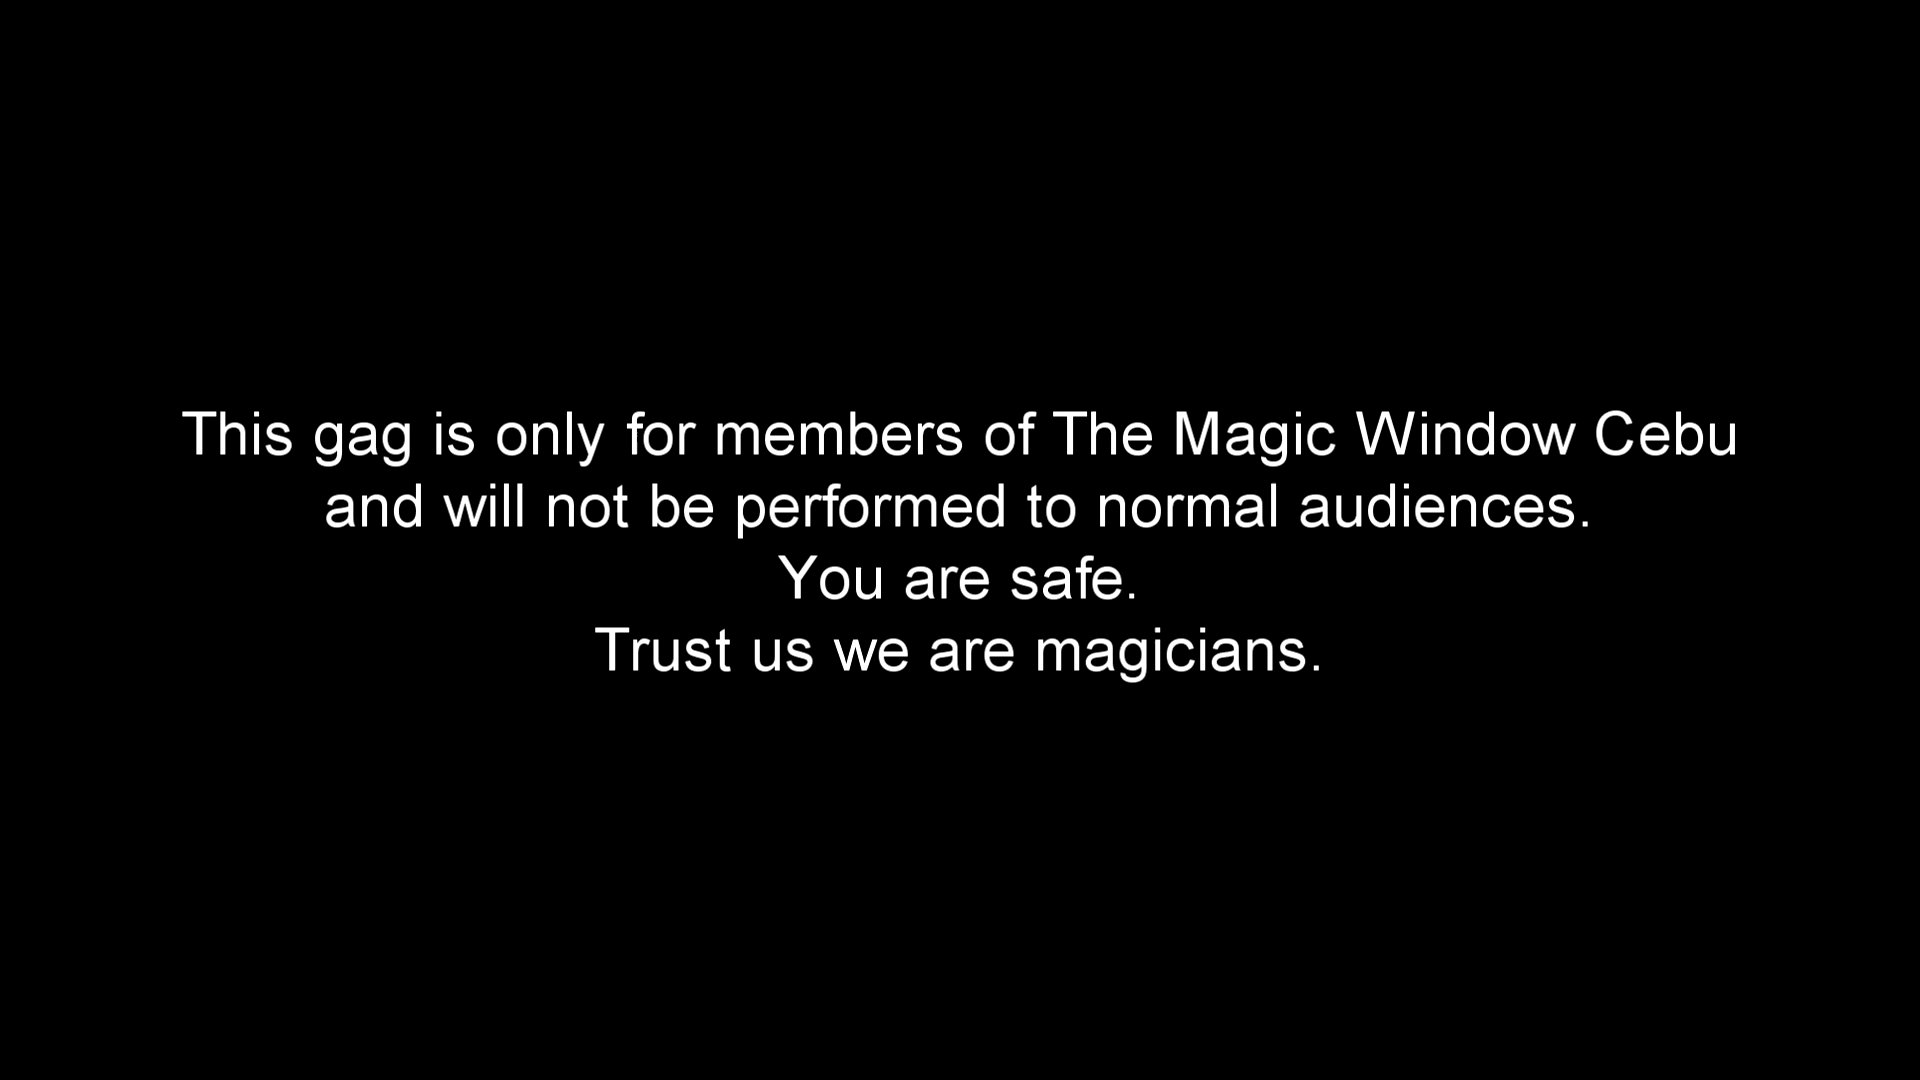 This gag is only for members of The Magic Window Cebu
and will not be performed to normal audiences.
You are safe.
Trust us we are magicians.